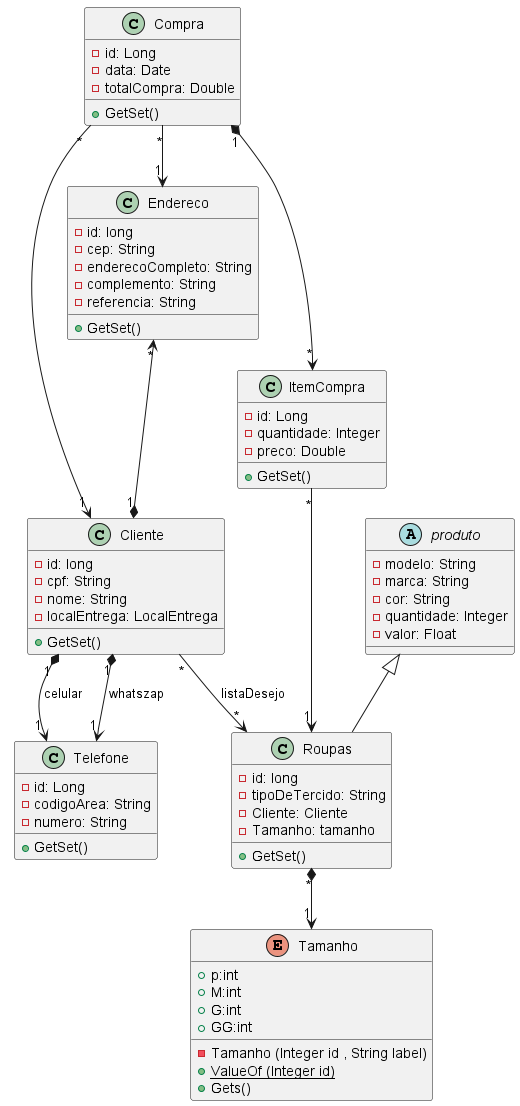 C Compra
id: Long
data: Date
totalCompra: Double
GetSet()
* * 1
1
C Endereco
id: long
cep: String
enderecoCompleto: String
complemento: String
referencia: String
GetSet()
* *
C ItemCompra
id: Long
quantidade: Integer
preco: Double
GetSet()
1 1 *
C Cliente
id: long
cpf: String
nome: String
localEntrega: LocalEntrega
GetSet()
A produto
modelo: String
marca: String
cor: String
quantidade: Integer
valor: Float
1 1 *
celular whatszap listaDesejo
1 1 * 1
C Telefone
id: Long
codigoArea: String
numero: String
GetSet()
C Roupas
id: long
tipoDeTercido: String
Cliente: Cliente
Tamanho: tamanho
GetSet()
*
1
E Tamanho
p:int
M:int
G:int
GG:int
Tamanho (Integer id , String label)
ValueOf (Integer id)
Gets()